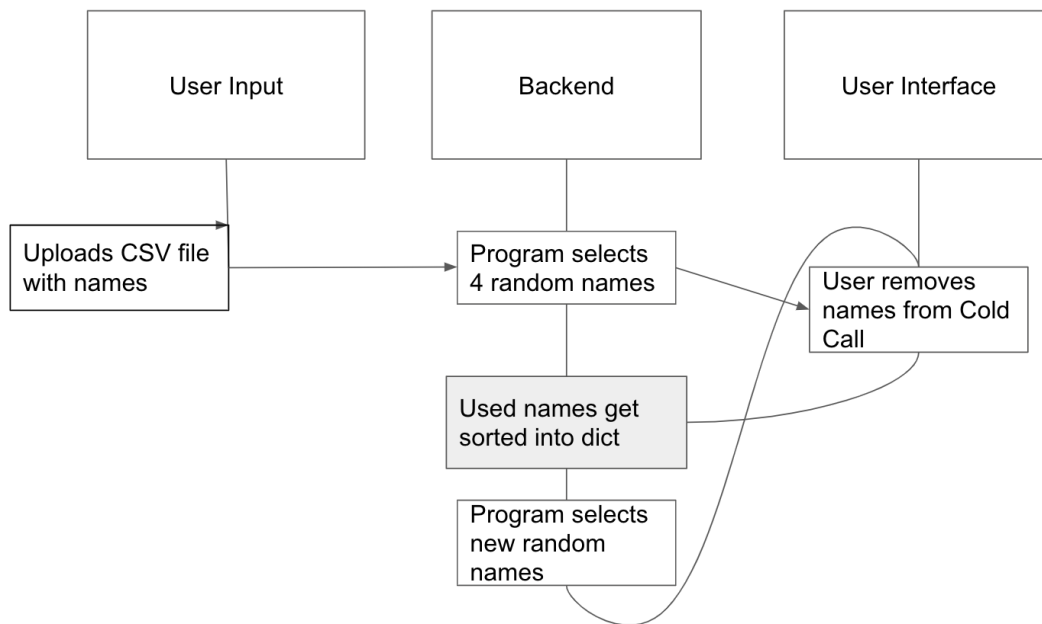 User Input
Backend
User Interface
Uploads CSV file
with names
Program selects
4 random names
User removes
names from Cold
Call
Used names get
sorted into dict
Program selects
new random
names